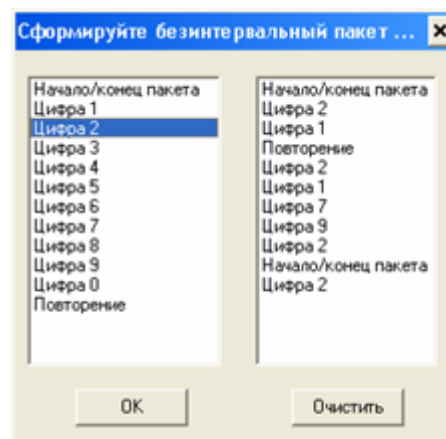 Сформируйте безинтервальный пакет ...
Начало/конец пакета
Цифра 1
Цифра 2
Цифра 3
Цифра 4
Цифра 5
Цифра 6
Цифра 7
Цифра 8
Цифра 9
Цифра 0
Повторение
Начало/конец пакета
Цифра 2
Цифра 1
Повторение
Цифра 2
Цифра 1
Цифра 7
Цифра 9
Цифра 2
Начало/конец пакета
Цифра 2
OK
Очистить